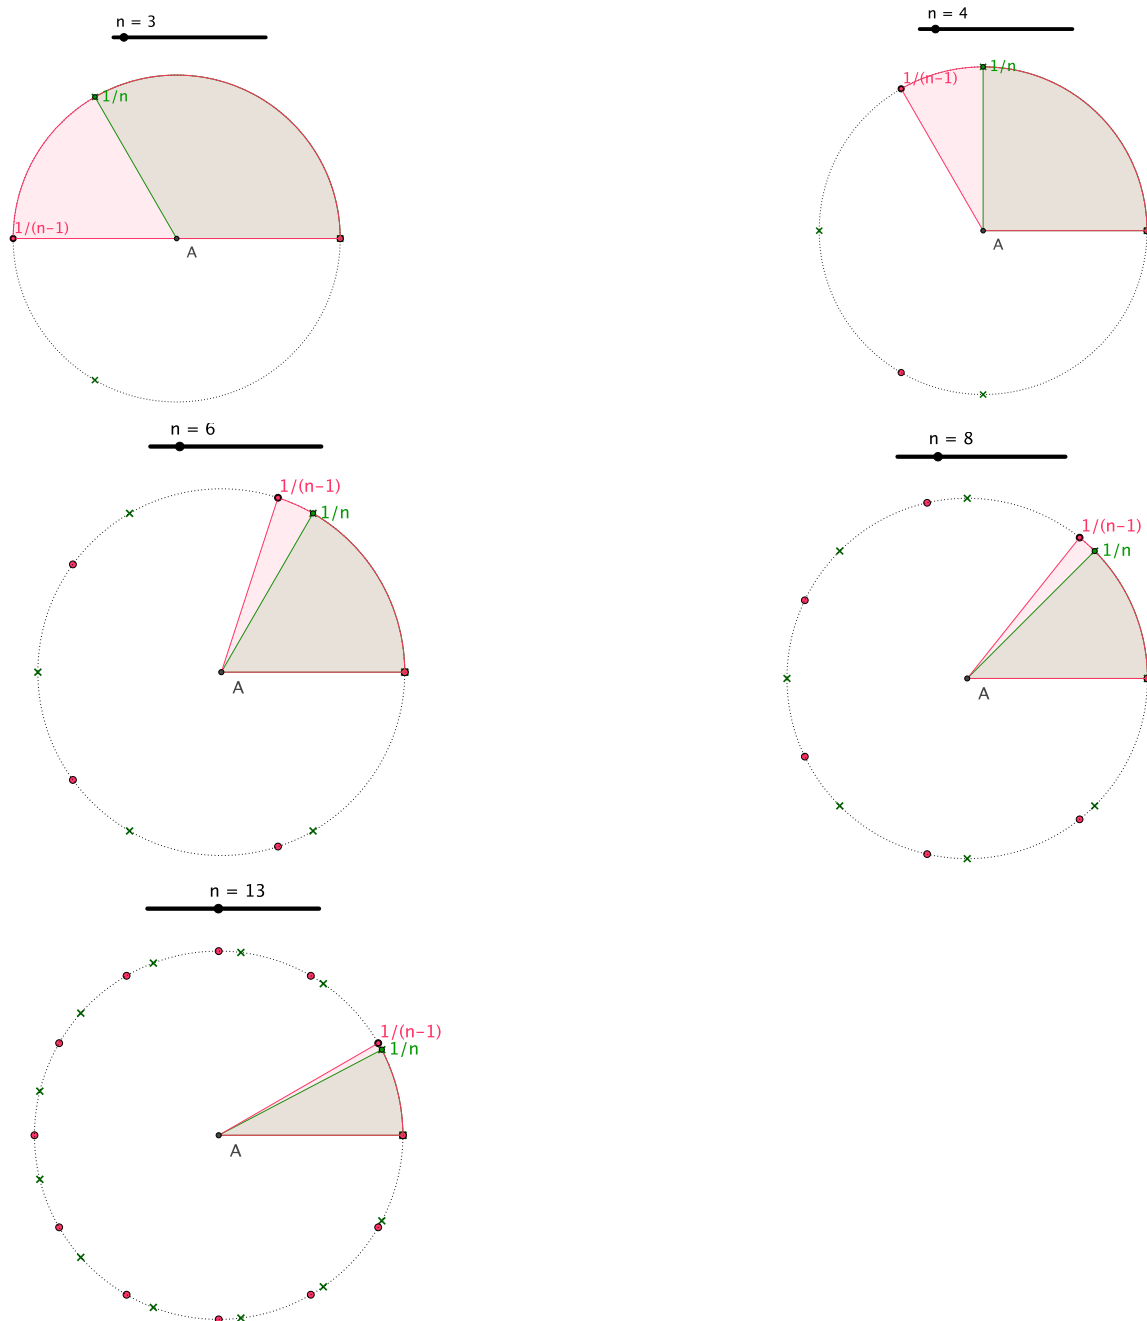 n = 3
1/n
1/(n-1)
A
n = 4
1/(n-1)
1/n
A
n = 6
1/(n-1)
1/n
A
n = 8
1/(n-1)
1/n
A
n = 13
1/(n-1)
1/n
A